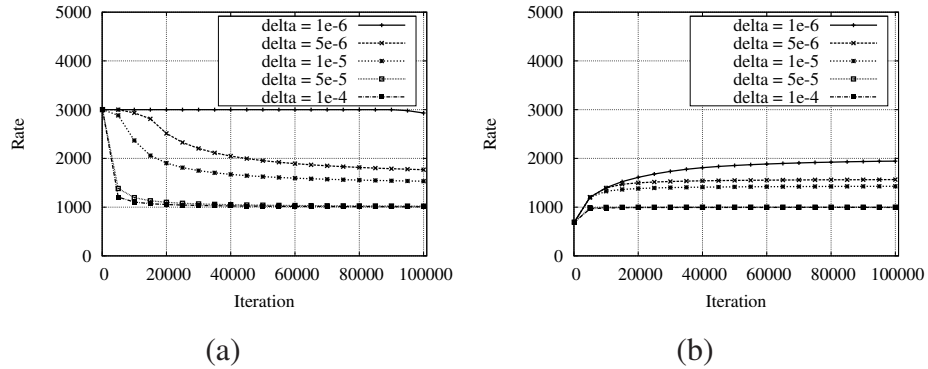 5000
4000
3000
2000
1000
0
Rate
delta = 1e-6
delta = 5e-6
delta = 1e-5
delta = 5e-5
delta = 1e-4
0 20000 40000 60000 80000 100000
Iteration
(a)
5000
4000
3000
2000
1000
0
Rate
delta = 1e-6
delta = 5e-6
delta = 1e-5
delta = 5e-5
delta = 1e-4
0 20000 40000 60000 80000 100000
Iteration
(b)